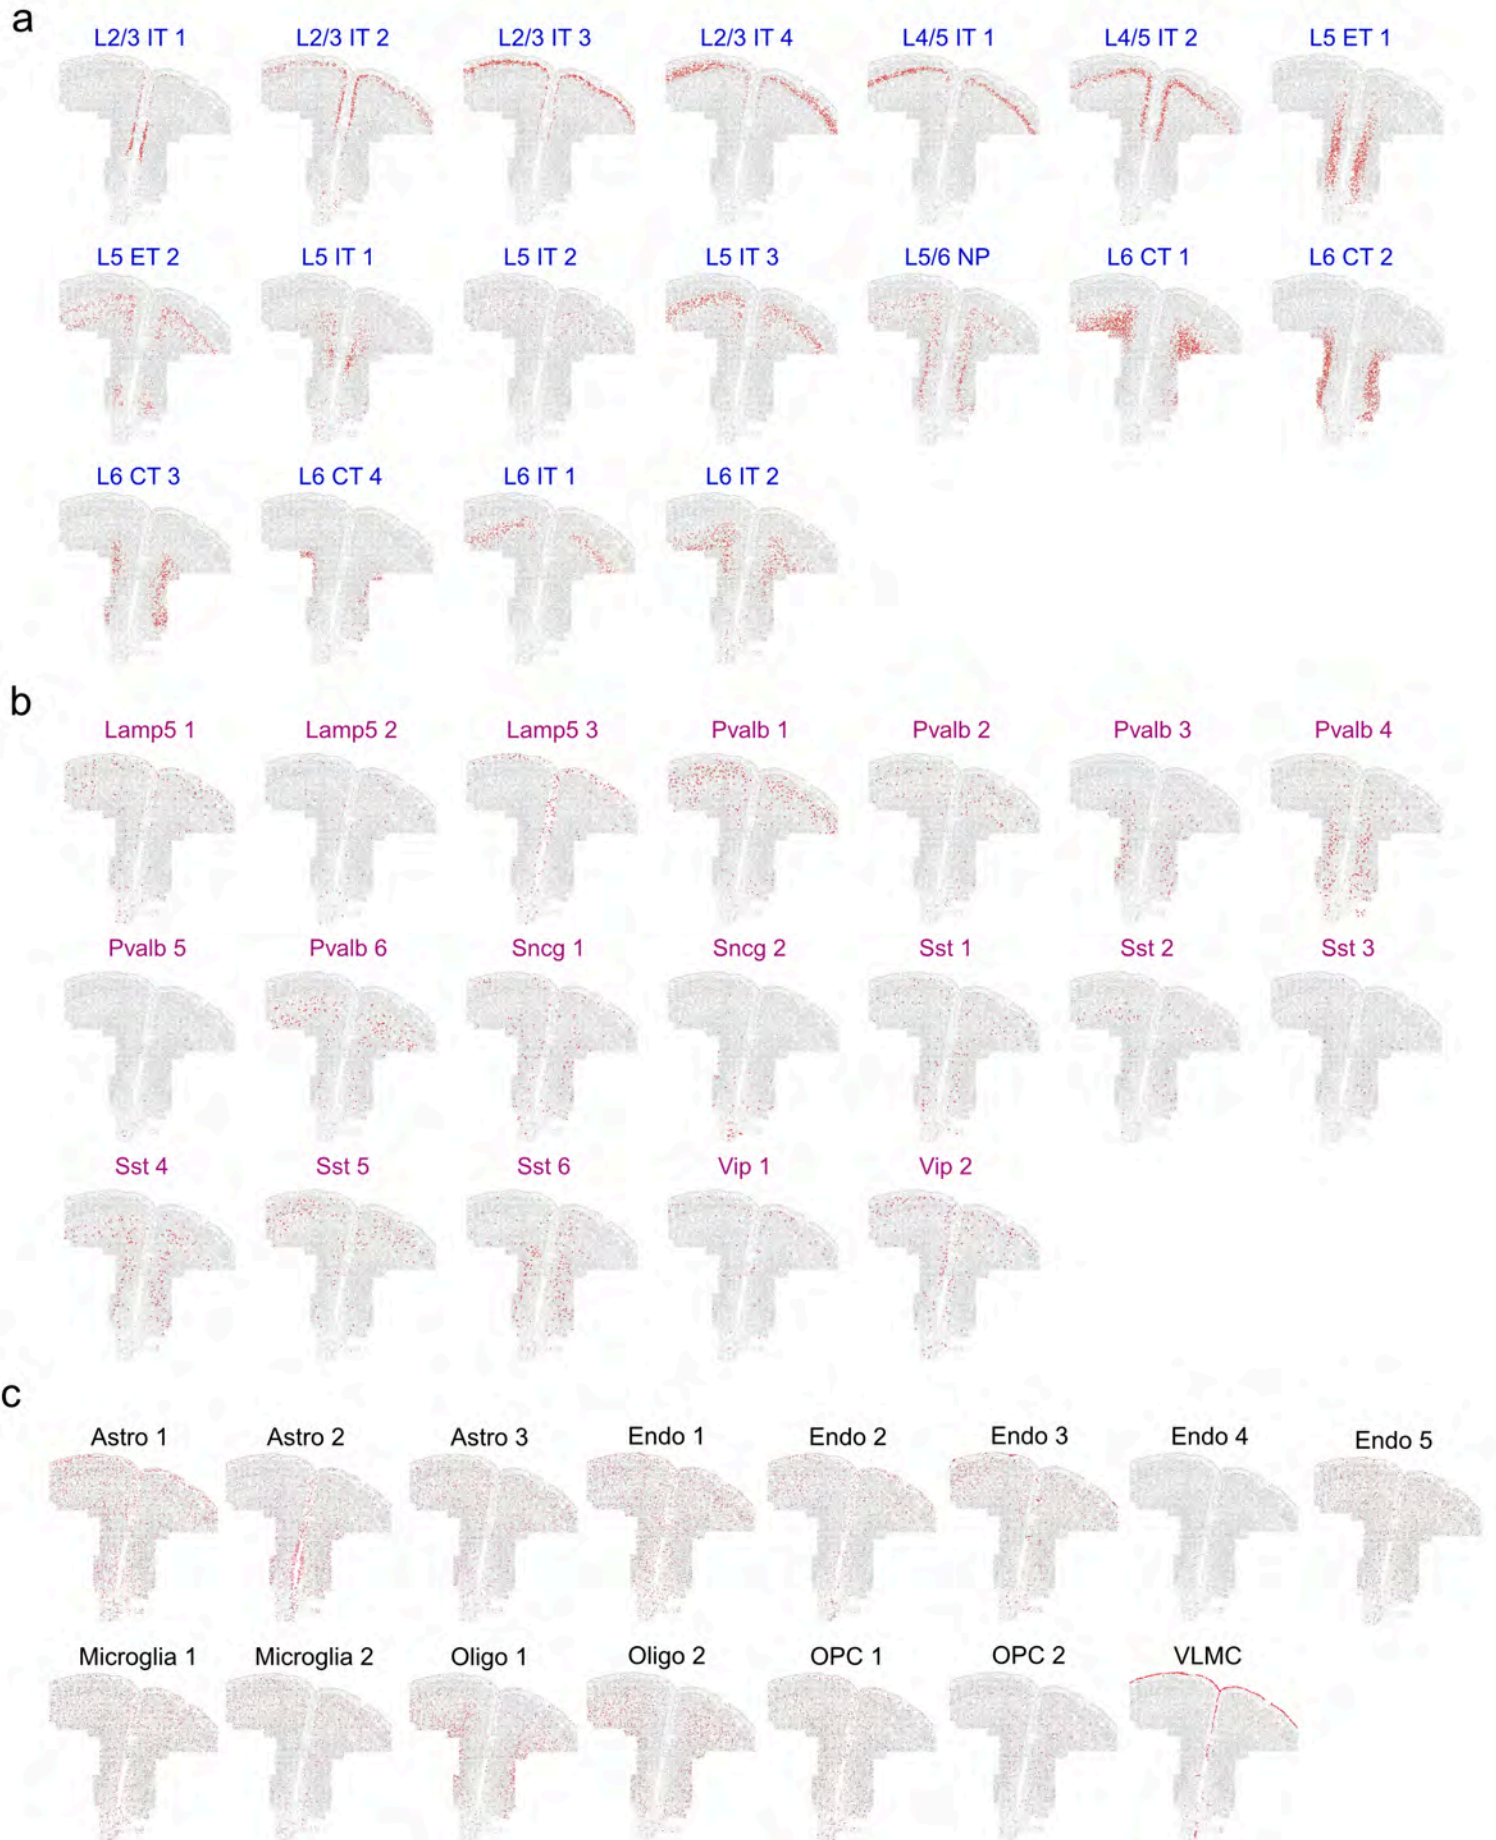 a
L2/3 IT 1 L2/3 IT 2 L2/3 IT 3 L2/3 IT 4 L4/5 IT 1 L4/5 IT 2 L5 ET 1
L5 ET 2 L5 IT 1 L5 IT 2 L5 IT 3 L5/6 NP L6 CT 1 L6 CT 2
L6 CT 3 L6 CT 4 L6 IT 1 L6 IT 2
b
Lamp5 1 Lamp5 2 Lamp5 3 Pvalb 1 Pvalb 2 Pvalb 3 Pvalb 4
Pvalb 5 Pvalb 6 Sncg 1 Sncg 2 Sst 1 Sst 2 Sst 3
Sst 4 Sst 5 Sst 6 Vip 1 Vip 2
c
Astro 1 Astro 2 Astro 3 Endo 1 Endo 2 Endo 3 Endo 4 Endo 5
Microglia 1 Microglia 2 Oligo 1 Oligo 2 OPC 1 OPC 2 VLMC